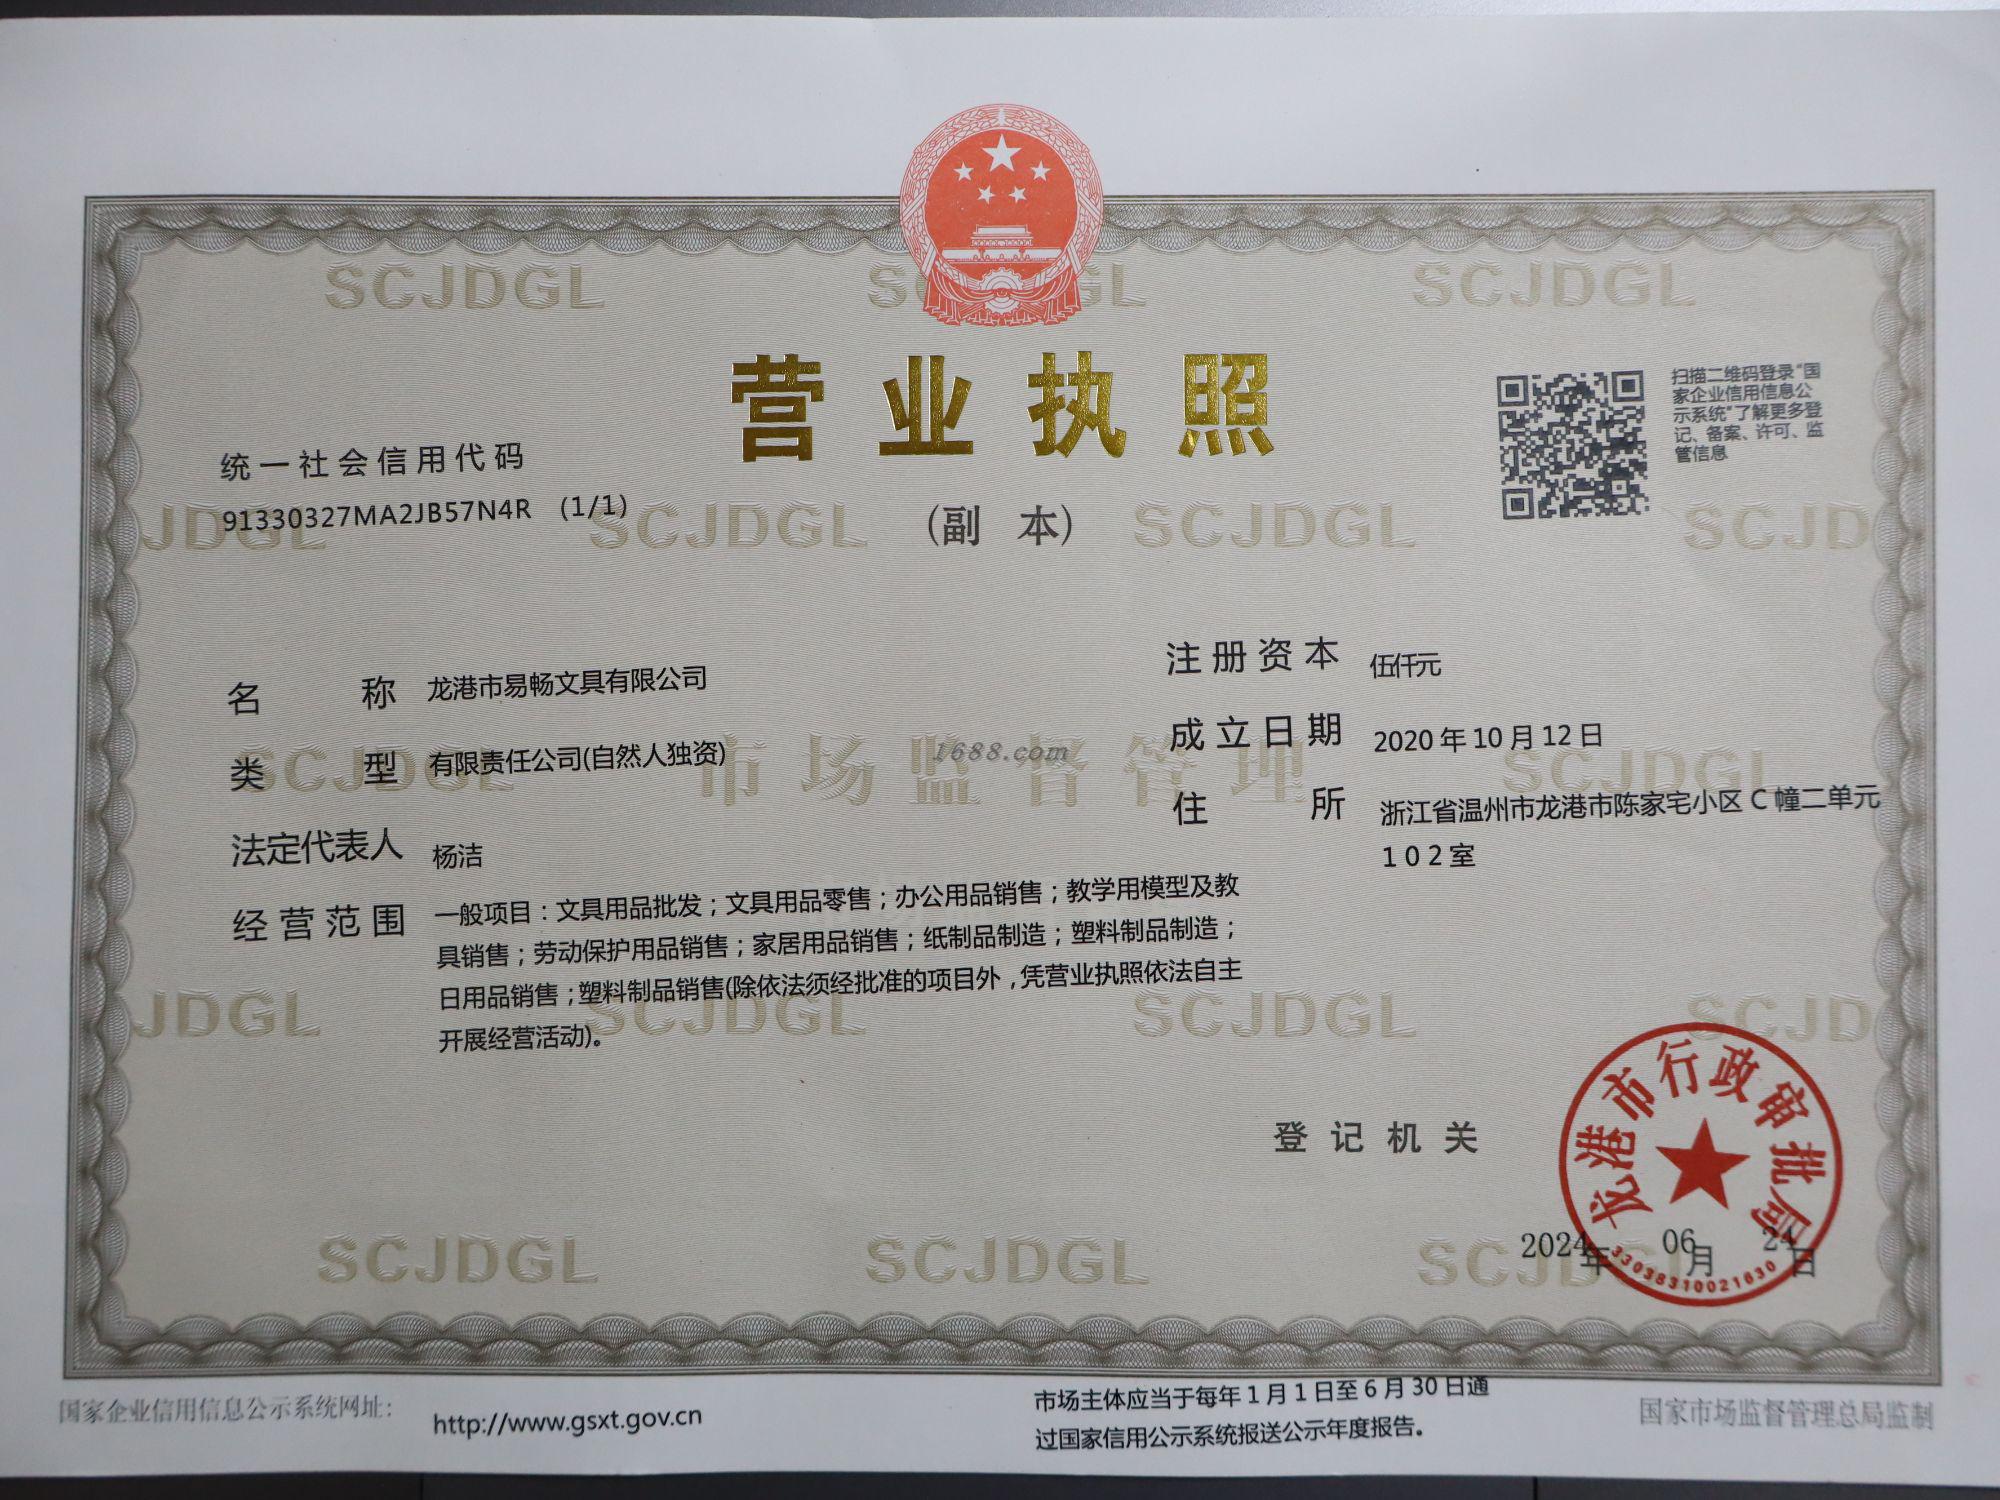 营业执照
(副 本)
统一社会信用代码
91330327MA2JB57N4R (1/1)
扫描二维码登录“国
家企业信用信息公
示系统”了解更多登
记、备案、许可、监
管信息
名称 龙港市易畅文具有限公司
类型 有限责任公司(自然人独资)
法定代表人 杨洁
经营范围 一般项目：文具用品批发；文具用品零售；办公用品销售；教学用模型及教
具销售；劳动保护用品销售；家居用品销售；纸制品制造；塑料制品制造；
日用品销售；塑料制品销售(除依法须经批准的项目外，凭营业执照依法自主
开展经营活动)。
注册资本 伍仟元
成立日期 2020年10月12日
住所 浙江省温州市龙港市陈家宅小区C幢二单元
102室
1688.com
市场监督管理
SCJDGL
登记机关
龙港市行政审批局
2024年06月24日
33038310021630
国家企业信用信息公示系统网址：
http://www.gsxt.gov.cn
市场主体应当于每年1月1日至6月30日通
过国家信用公示系统报送公示年度报告。
国家市场监督管理总局监制